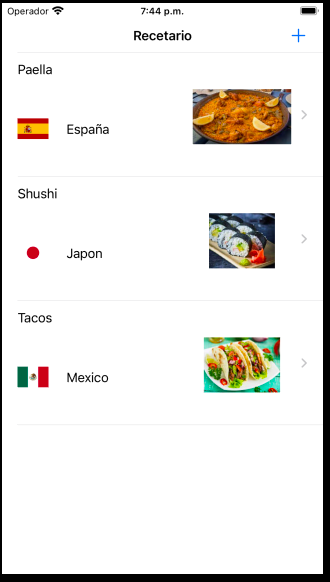 Operador 7:44 p.m.
Recetario
Paella
España
Shushi
Japon
Tacos
Mexico